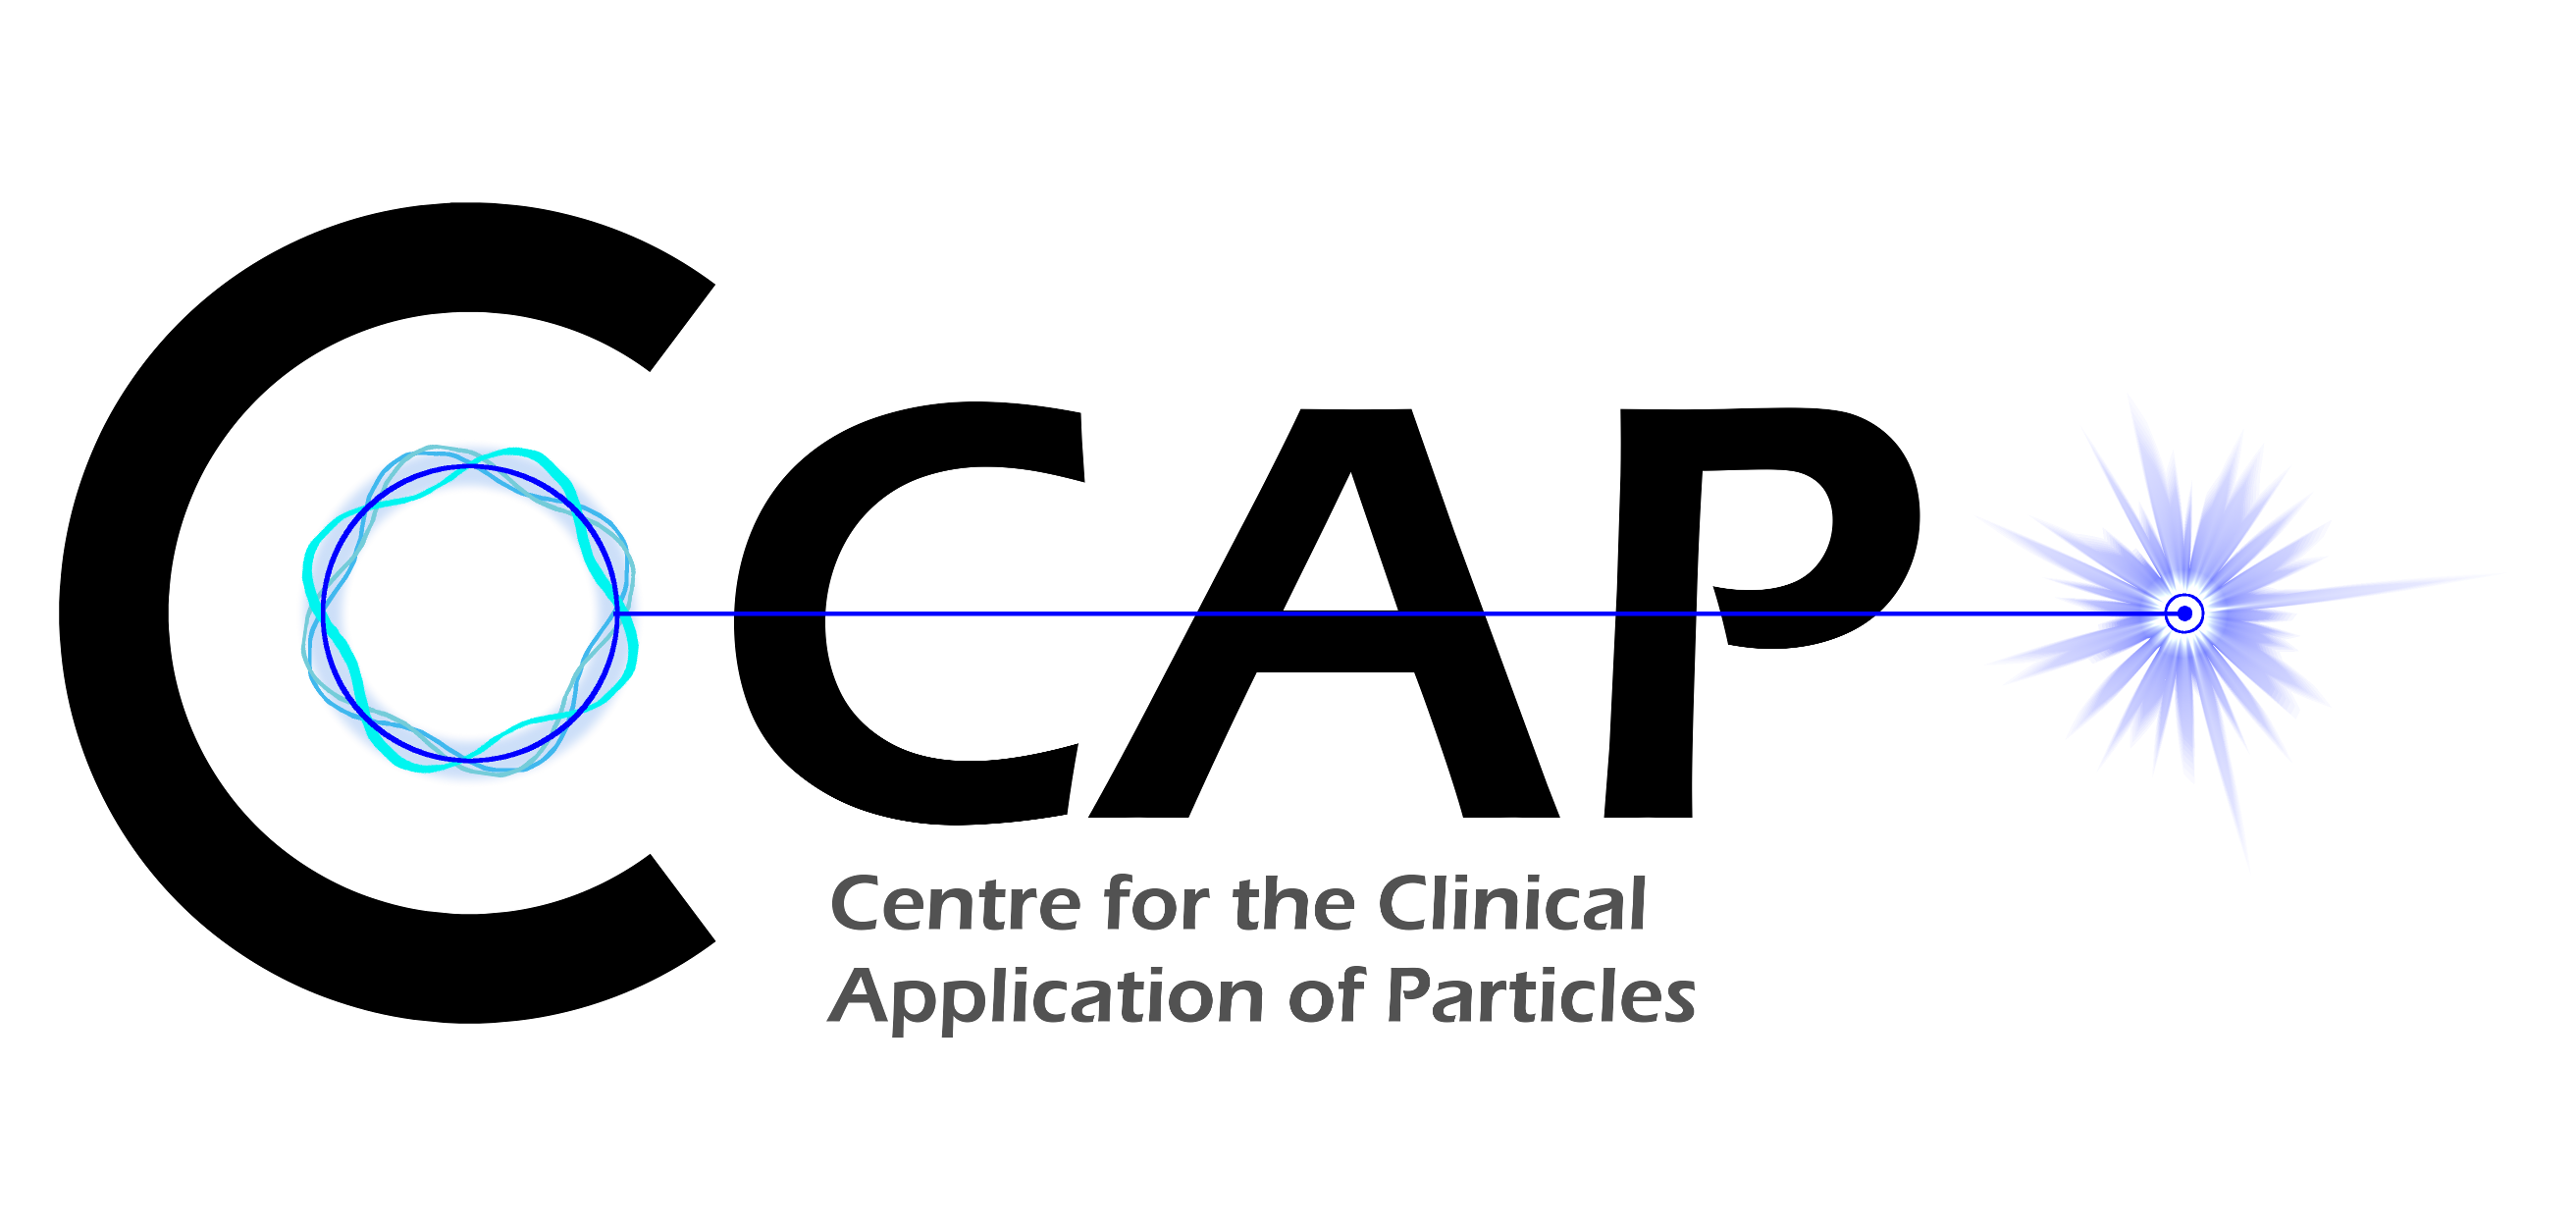 CCAP
Centre for the Clinical
Application of Particles